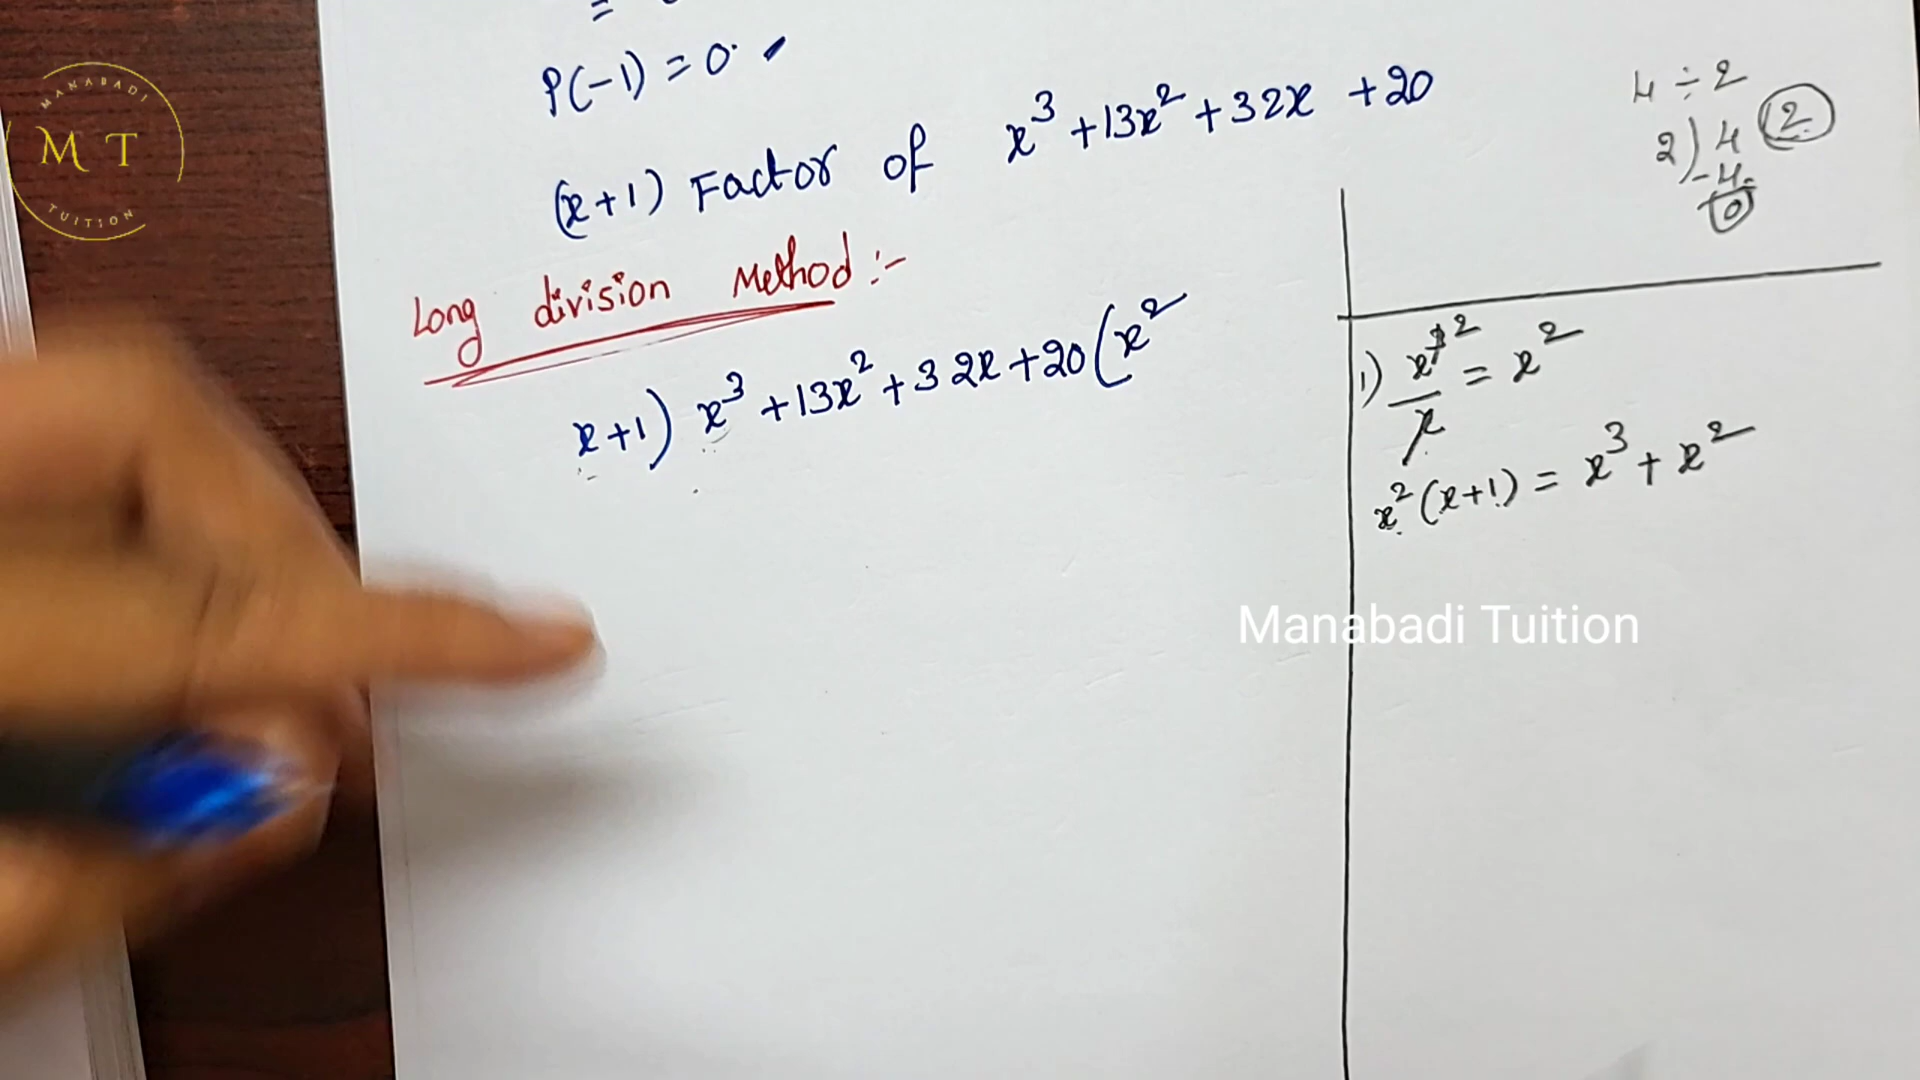 MANABADI
M T
TUITION
=
P(-1) = 0.
(x+1) Factor of x³ + 13x² + 32x + 20
Long division Method :-
x+1) x³ + 13x² + 32x + 20 (x²
4 ÷ 2
2) 4 (2
-4
0
1) x³ ² / x = x²
x² (x+1) = x³ + x²
Manabadi Tuition